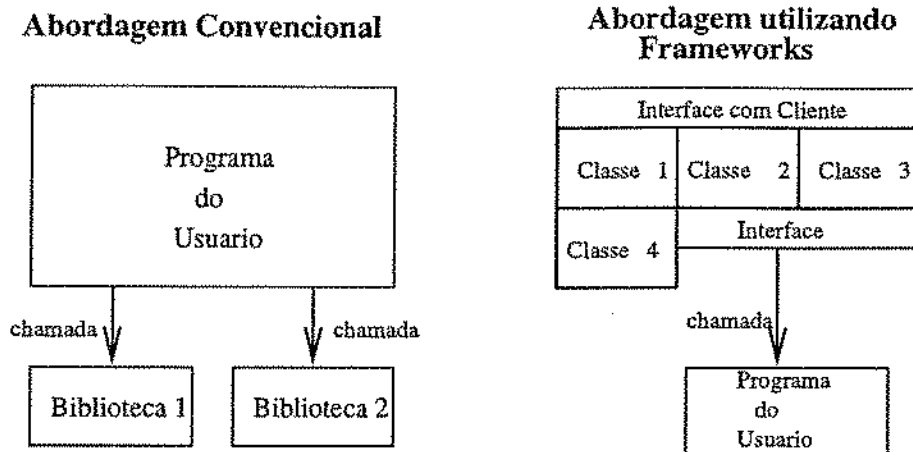 Abordagem Convencional
Programa
do
Usuario
chamada
chamada
Biblioteca 1
Biblioteca 2
Abordagem utilizando
Frameworks
Interface com Cliente
Classe 1
Classe 2
Classe 3
Classe 4
Interface
chamada
Programa
do
Usuario